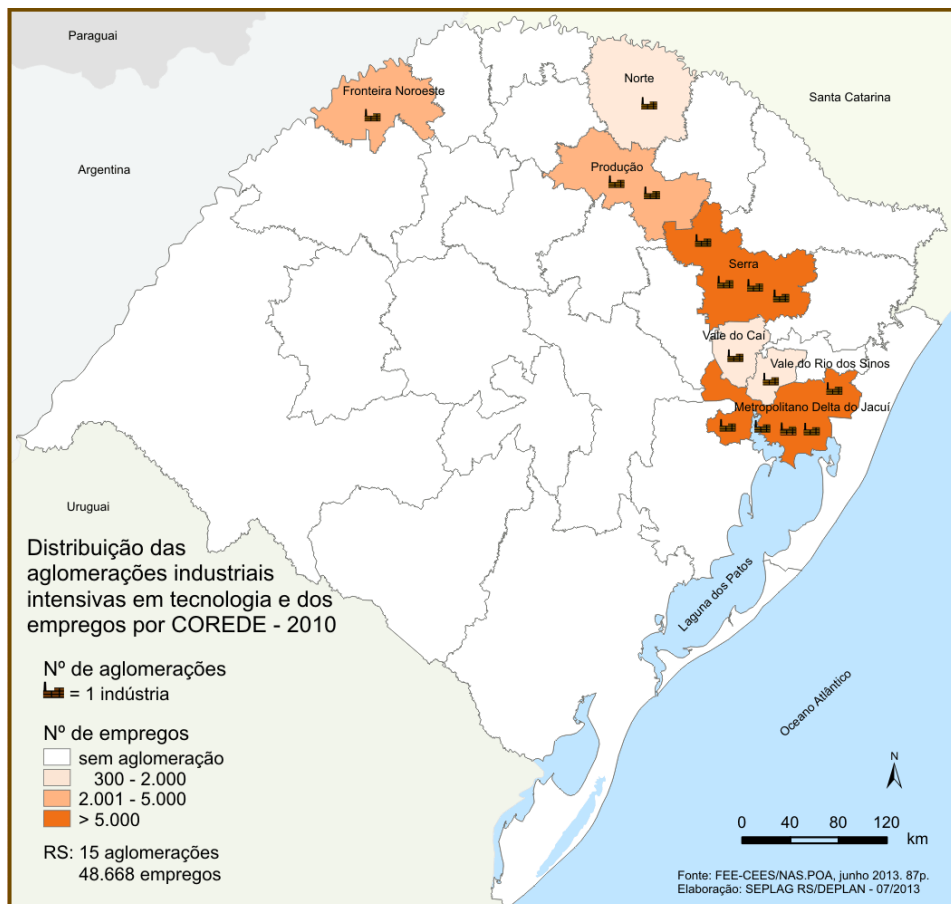 Paraguai
Norte
Fronteira Noroeste
Santa Catarina
Argentina
Produção
Serra
Vale do Caí
Vale do Rio dos Sinos
Metropolitano Delta do Jacuí
Uruguai
Distribuição das
aglomerações industriais
intensivas em tecnologia e dos
empregos por COREDE - 2010
Laguna dos Patos
Nº de aglomerações
= 1 indústria
Oceano Atlântico
Nº de empregos
sem aglomeração
300 - 2.000
2.001 - 5.000
> 5.000
RS: 15 aglomerações
48.668 empregos
N
0 40 80 120
km
Fonte: FEE-CEES/NAS.POA, junho 2013. 87p.
Elaboração: SEPLAG RS/DEPLAN - 07/2013